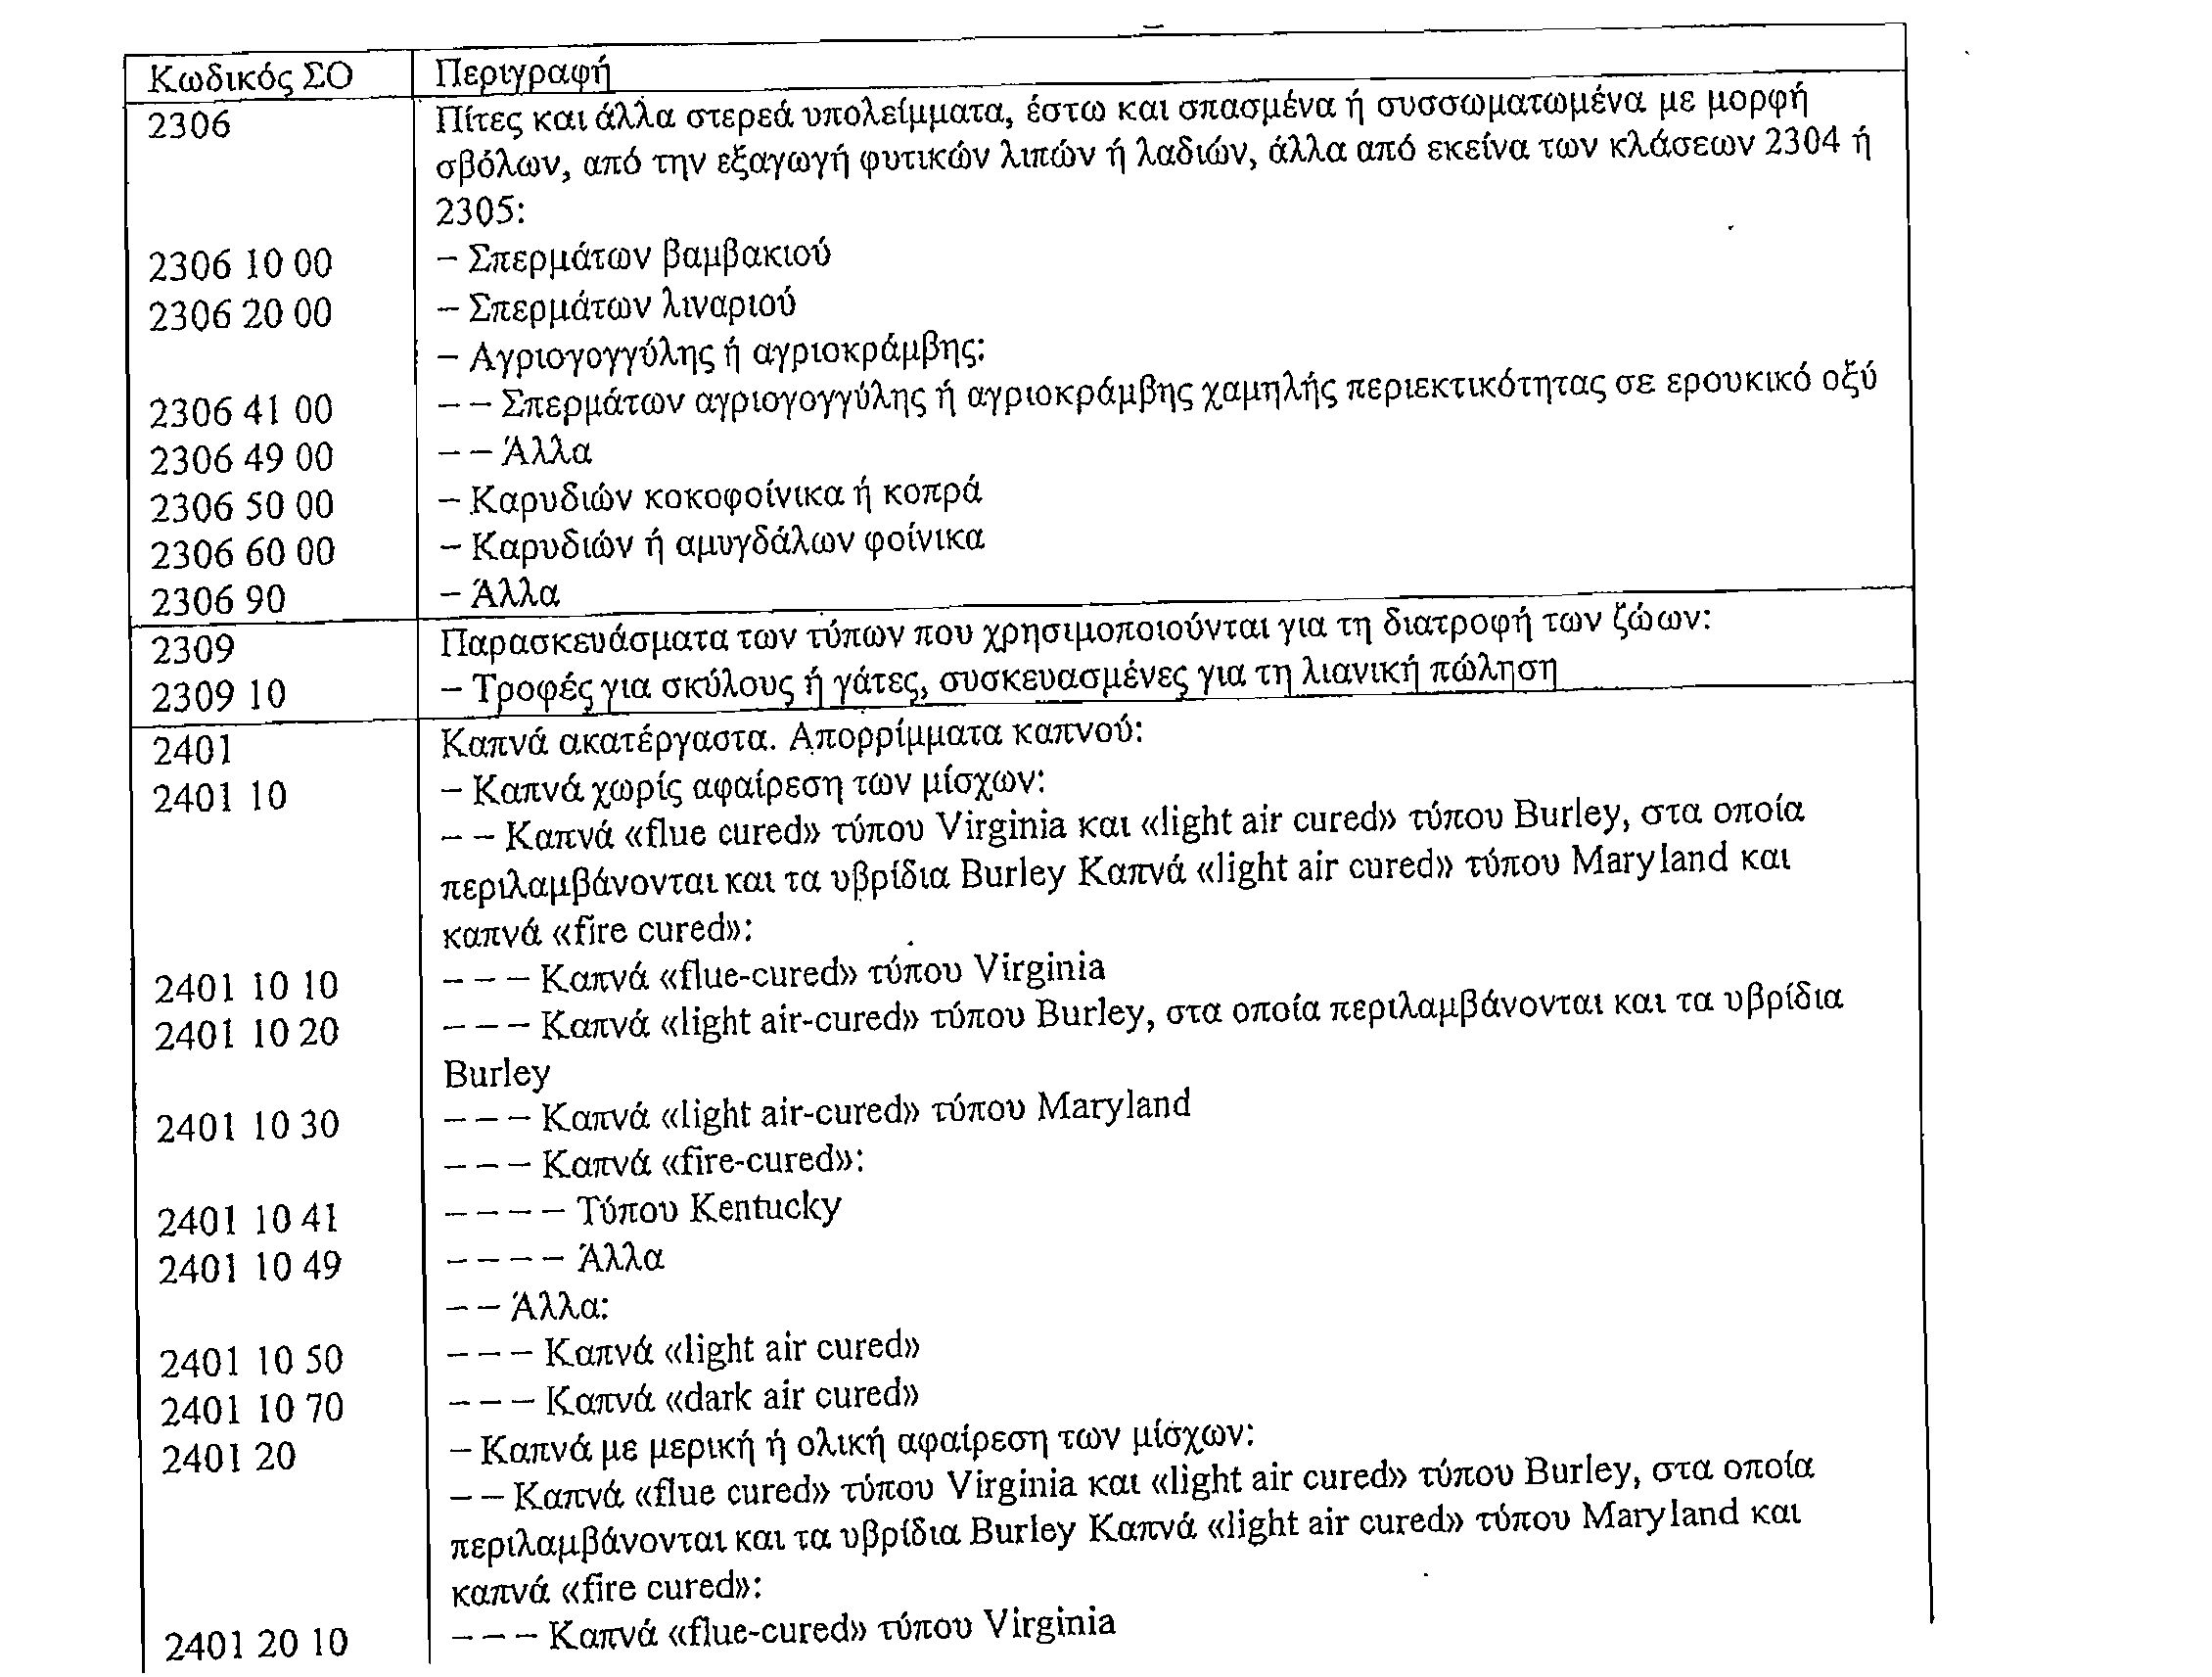 Κωδικός ΣΟ Περιγραφή
2306 Πίτες και άλλα στερεά υπολείμματα, έστω και σπασμένα ή συσσωματωμένα με μορφή
σβόλων, από την εξαγωγή φυτικών λιπών ή λαδιών, άλλα από εκείνα των κλάσεων 2304 ή
2305:
2306 10 00 – Σπερμάτων βαμβακιού
2306 20 00 – Σπερμάτων λιναριού
– Αγριογογγύλης ή αγριοκράμβης:
2306 41 00 – – Σπερμάτων αγριογογγύλης ή αγριοκράμβης χαμηλής περιεκτικότητας σε ερουκικό οξύ
2306 49 00 – – Άλλα
2306 50 00 – Καρυδιών κοκοφοίνικα ή κοπρά
2306 60 00 – Καρυδιών ή αμυγδάλων φοίνικα
2306 90 – Άλλα
2309 Παρασκευάσματα των τύπων που χρησιμοποιούνται για τη διατροφή των ζώων:
2309 10 – Τροφές για σκύλους ή γάτες, συσκευασμένες για τη λιανική πώληση
2401 Καπνά ακατέργαστα. Απορρίμματα καπνού:
2401 10 – Καπνά χωρίς αφαίρεση των μίσχων:
– – Καπνά «flue cured» τύπου Virginia και «light air cured» τύπου Burley, στα οποία
περιλαμβάνονται και τα υβρίδια Burley Καπνά «light air cured» τύπου Maryland και
καπνά «fire cured»:
2401 10 10 – – – Καπνά «flue-cured» τύπου Virginia
2401 10 20 – – – Καπνά «light air-cured» τύπου Burley, στα οποία περιλαμβάνονται και τα υβρίδια
Burley
2401 10 30 – – – Καπνά «light air-cured» τύπου Maryland
– – – Καπνά «fire-cured»:
2401 10 41 – – – – Τύπου Kentucky
2401 10 49 – – – – Άλλα
– – Άλλα:
2401 10 50 – – – Καπνά «light air cured»
2401 10 70 – – – Καπνά «dark air cured»
2401 20 – Καπνά με μερική ή ολική αφαίρεση των μίσχων:
– – Καπνά «flue cured» τύπου Virginia και «light air cured» τύπου Burley, στα οποία
περιλαμβάνονται και τα υβρίδια Burley Καπνά «light air cured» τύπου Maryland και
καπνά «fire cured»:
2401 20 10 – – – Καπνά «flue-cured» τύπου Virginia